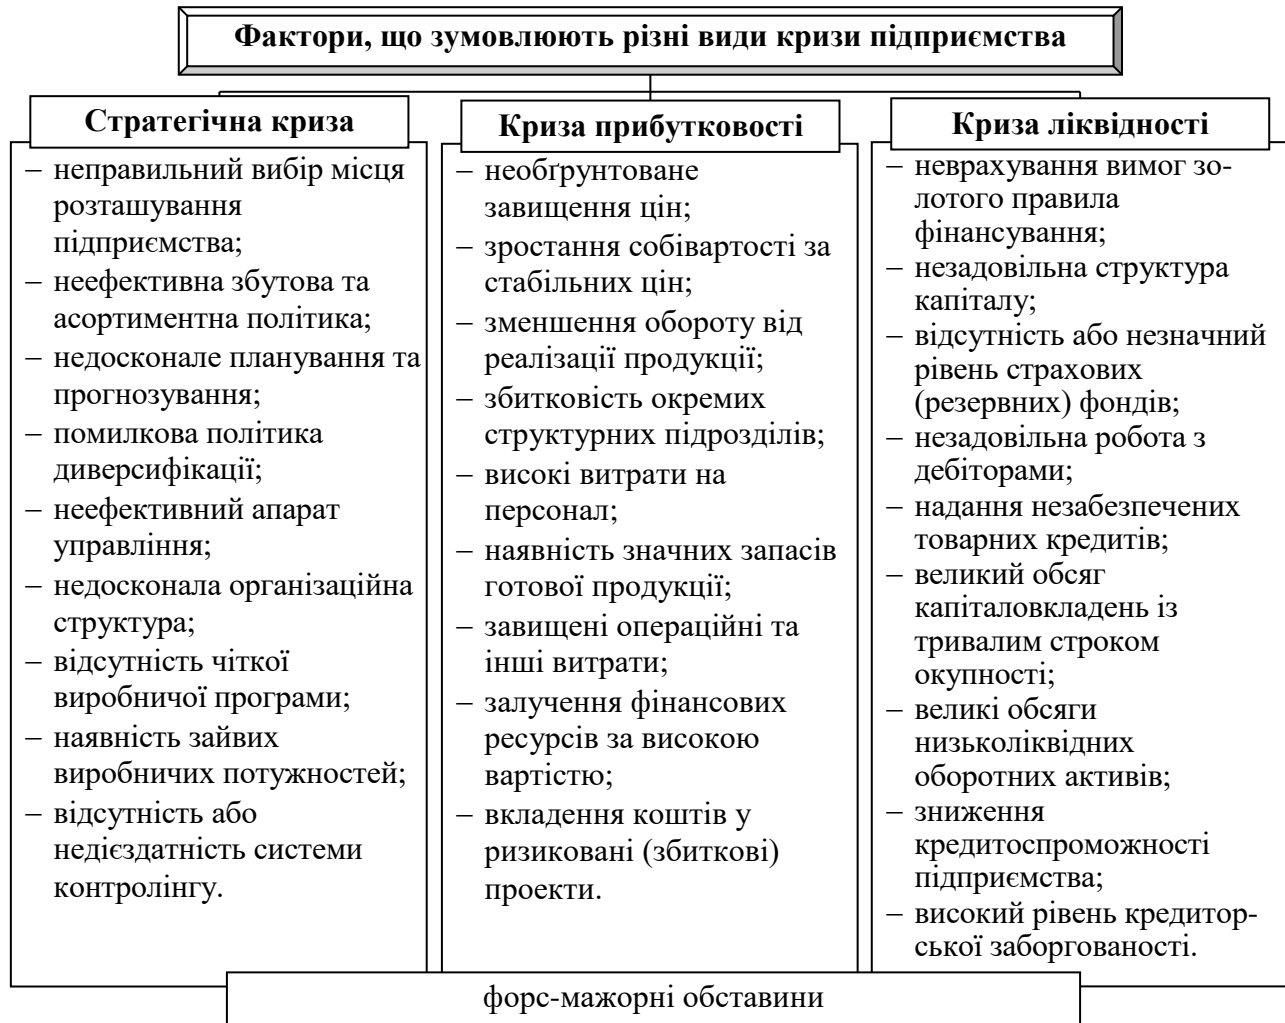 Фактори, що зумовлюють різні види кризи підприємства
Стратегічна криза
– неправильний вибір місця
розташування
підприємства;
– неефективна збутова та
асортиментна політика;
– недосконале планування та
прогнозування;
– помилкова політика
диверсифікації;
– неефективний апарат
управління;
– недосконала організаційна
структура;
– відсутність чіткої
виробничої програми;
– наявність зайвих
виробничих потужностей;
– відсутність або
недієздатність системи
контролінгу.
Криза прибутковості
– необґрунтоване
завищення цін;
– зростання собівартості за
стабільних цін;
– зменшення обороту від
реалізації продукції;
– збитковість окремих
структурних підрозділів;
– високі витрати на
персонал;
– наявність значних запасів
готової продукції;
– завищені операційні та
інші витрати;
– залучення фінансових
ресурсів за високою
вартістю;
– вкладення коштів у
ризиковані (збиткові)
проекти.
Криза ліквідності
– неврахування вимог зо-
лотого правила
фінансування;
– незадовільна структура
капіталу;
– відсутність або незначний
рівень страхових
(резервних) фондів;
– незадовільна робота з
дебіторами;
– надання незабезпечених
товарних кредитів;
– великий обсяг
капіталовкладень із
тривалим строком
окупності;
– великі обсяги
низьколіквідних
оборотних активів;
– зниження
кредитоспроможності
підприємства;
– високий рівень кредитор-
ської заборгованості.
форс-мажорні обставини